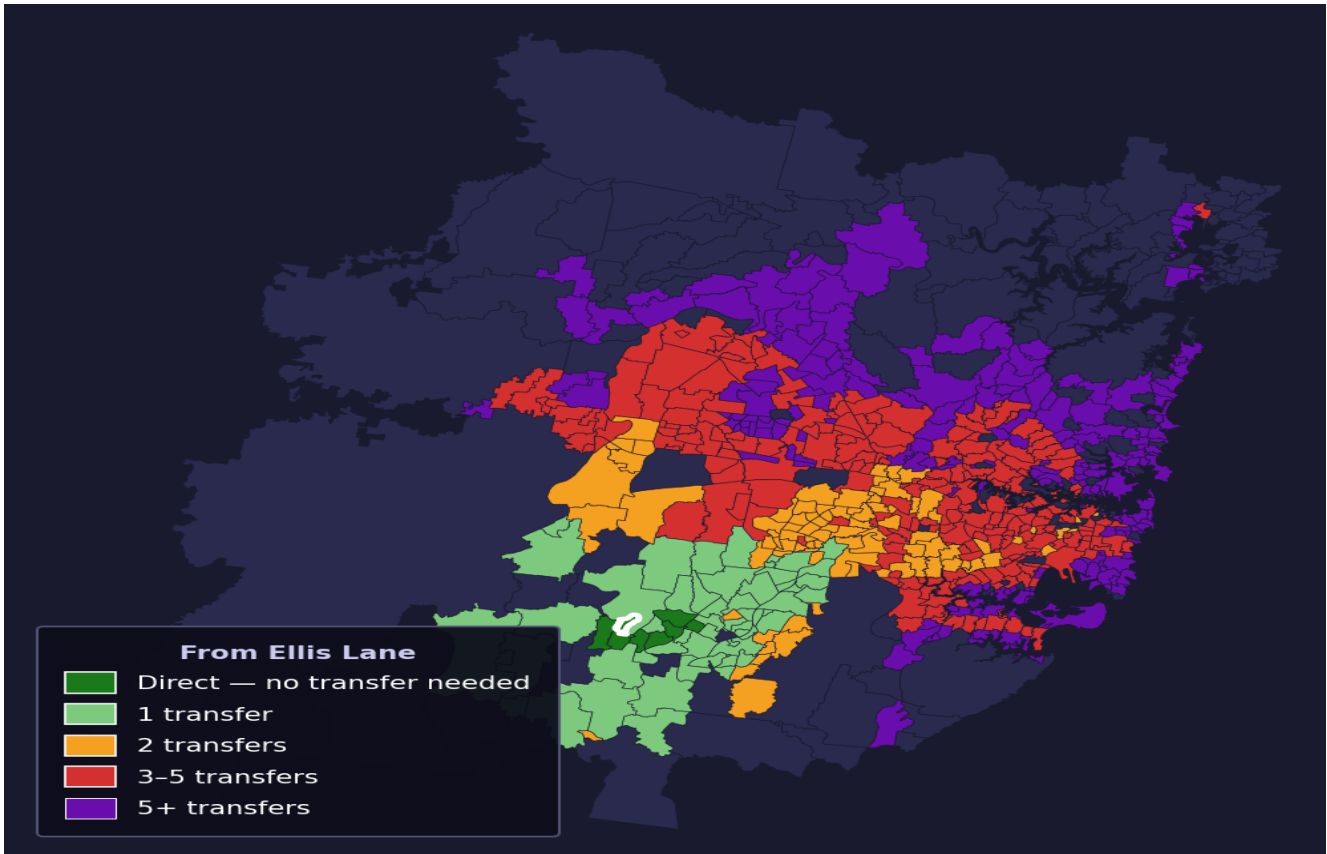 From Ellis Lane
Direct — no transfer needed
1 transfer
2 transfers
3–5 transfers
5+ transfers